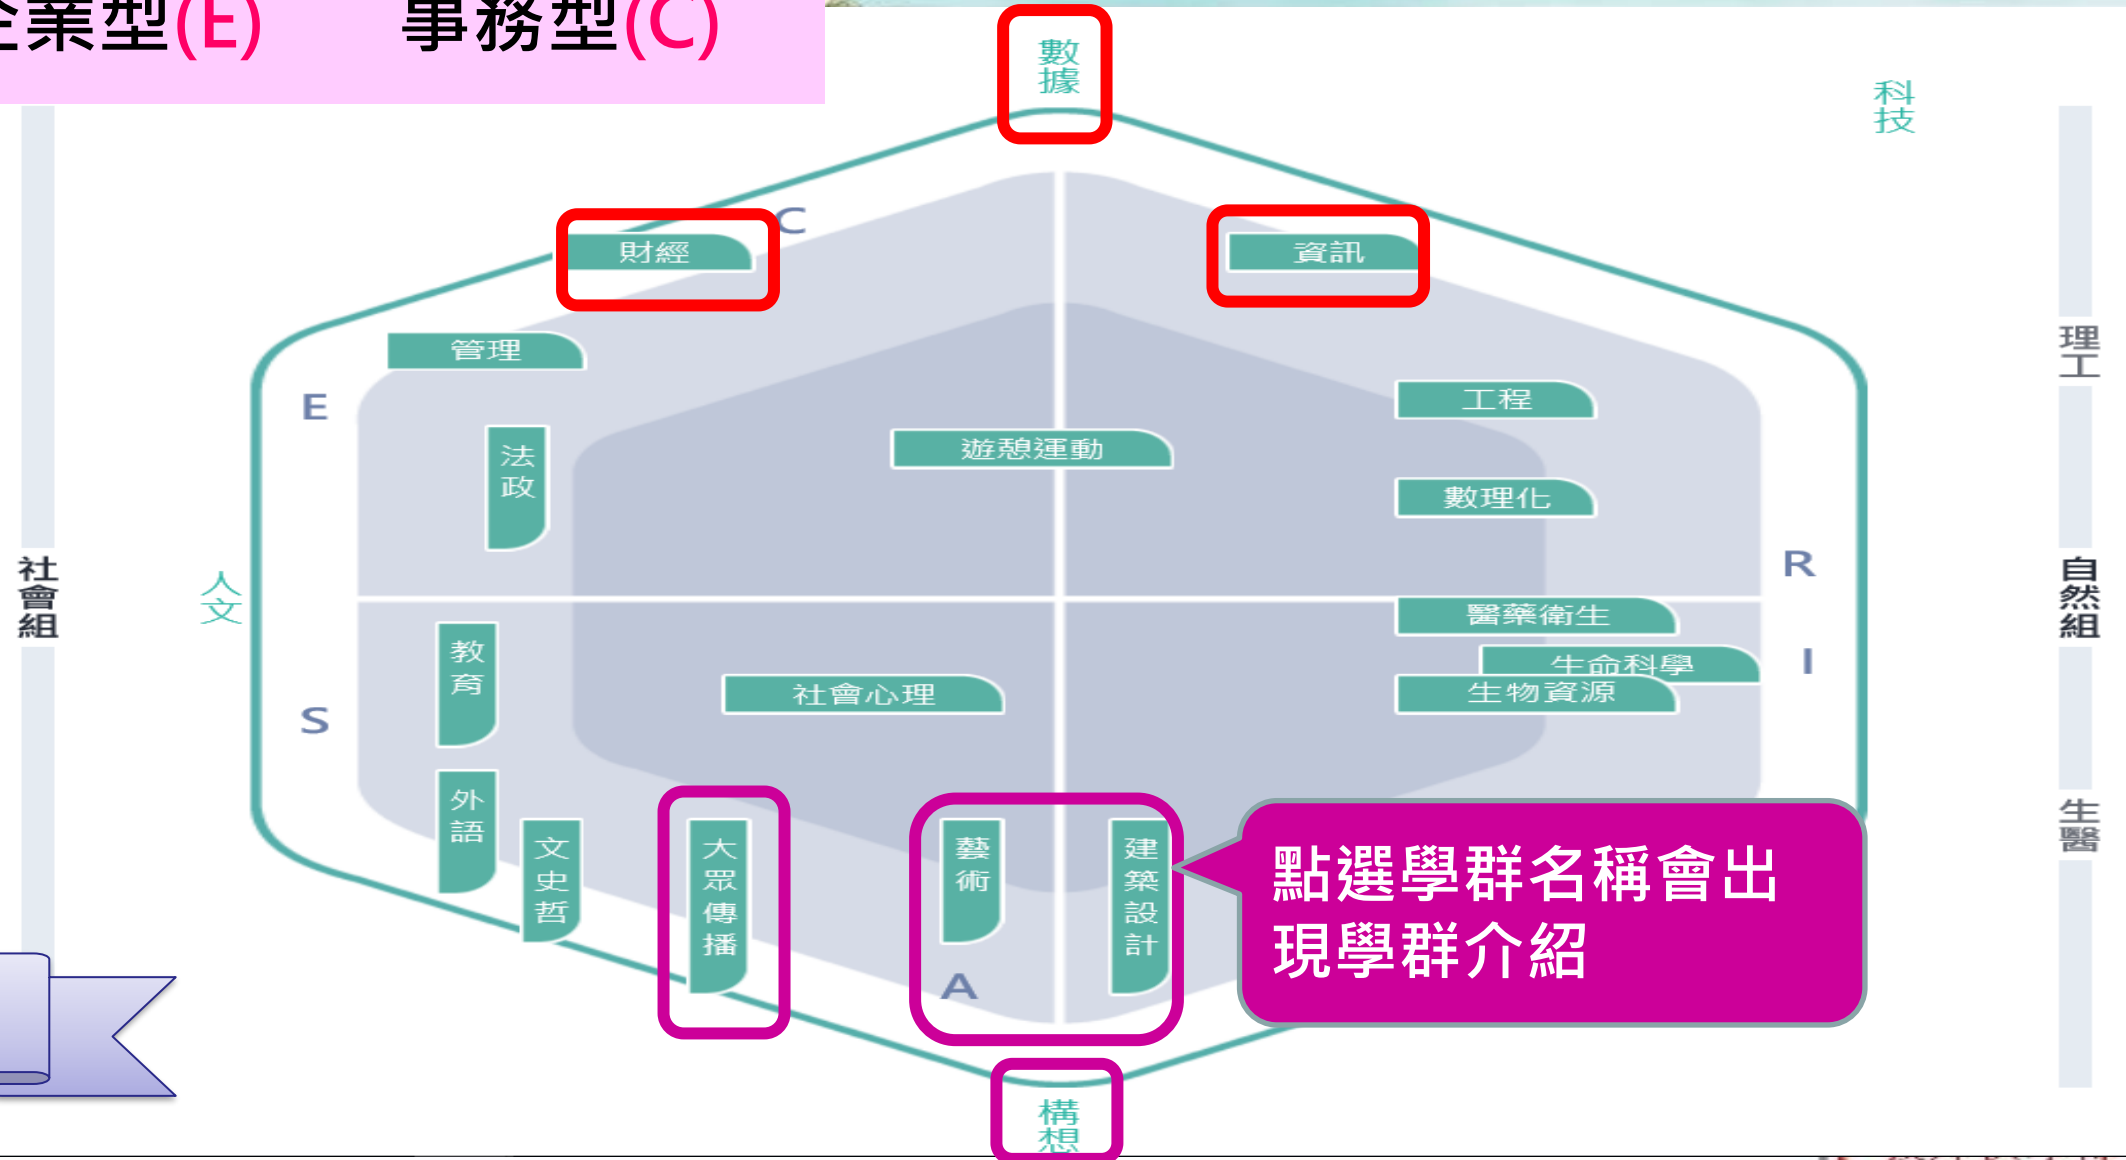 企業型(E) 事務型(C)
數據
科技
C
財經
資訊
管理
理工
E
工程
法政
遊憩運動
數理化
R
社會組
人文
自然組
醫藥衛生
教育
生命科學
I
社會心理
生物資源
S
外語
文史哲
大眾傳播
藝術
建築設計
生醫
點選學群名稱會出
現學群介紹
A
構想